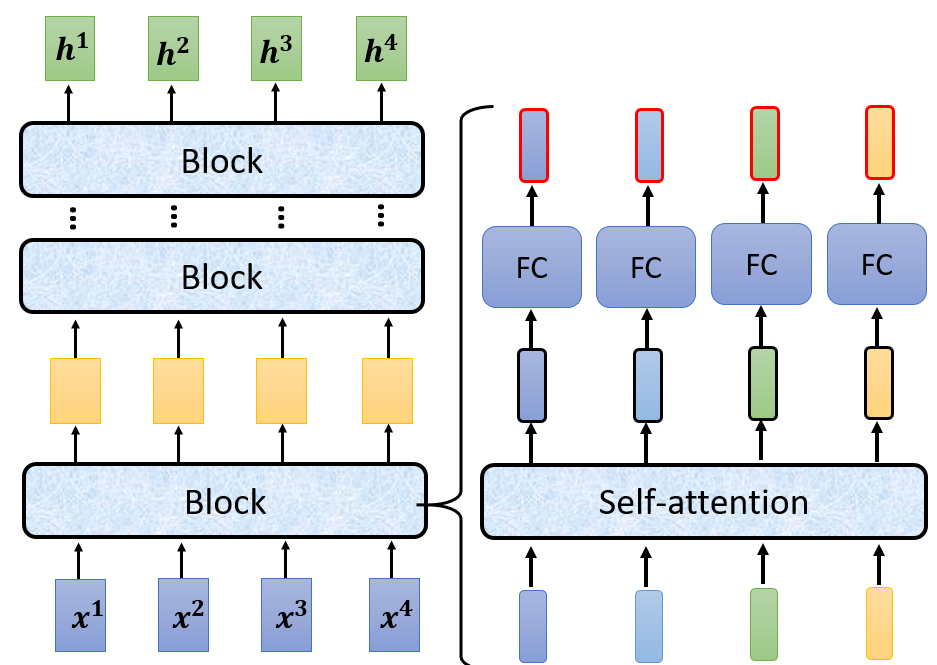 h¹ h² h³ h⁴
Block
Block
Block
x¹ x² x³ x⁴
FC FC FC FC
Self-attention